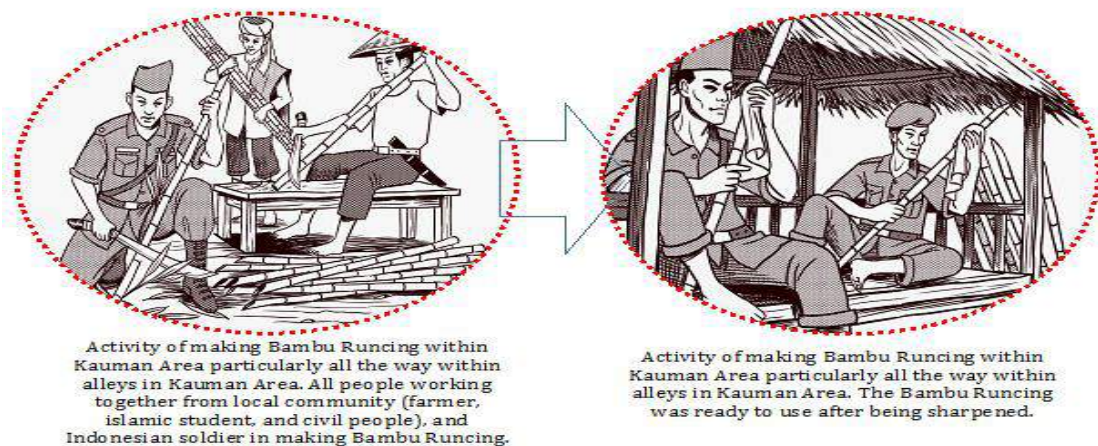 Activity of making Bambu Runcing within
Kauman Area particularly all the way within
alleys in Kauman Area. All people working
together from local community (farmer,
islamic student, and civil people), and
Indonesian soldier in making Bambu Runcing.
Activity of making Bambu Runcing within
Kauman Area particularly all the way within
alleys in Kauman Area. The Bambu Runcing
was ready to use after being sharpened.